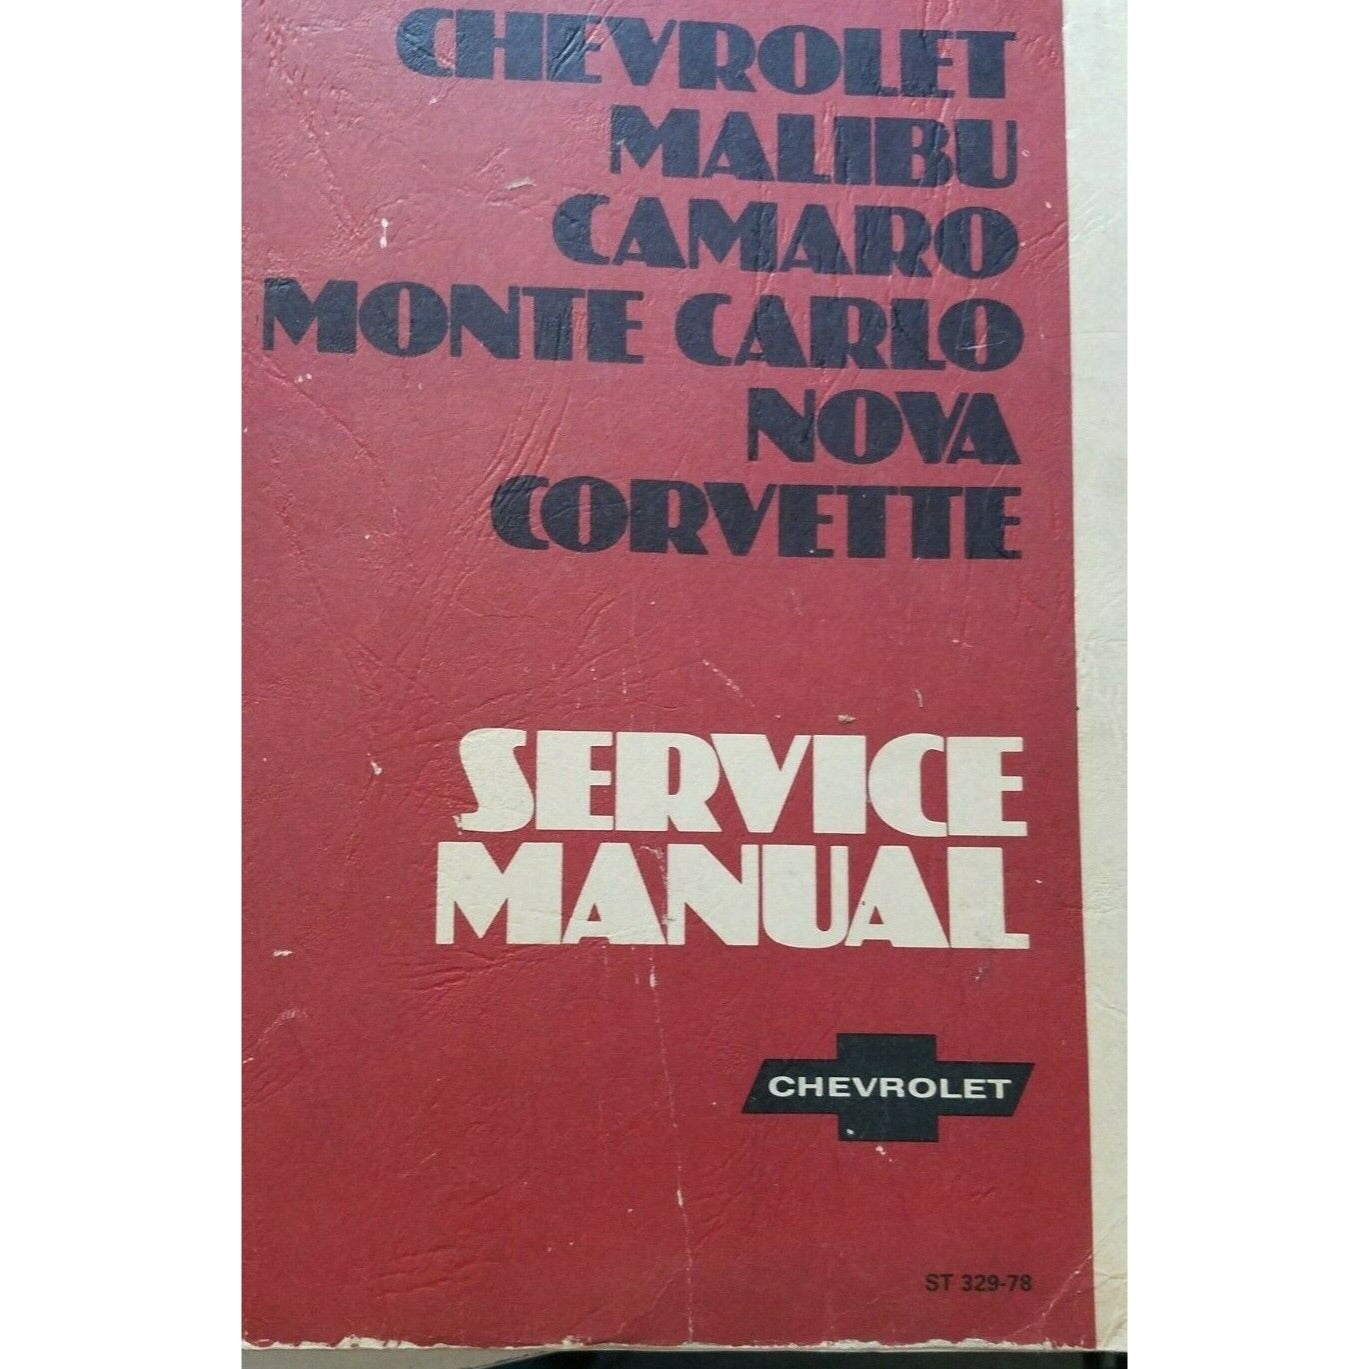 CHEVROLET
MALIBU
CAMARO
MONTE CARLO
NOVA
CORVETTE
SERVICE
MANUAL
CHEVROLET
ST 329-78